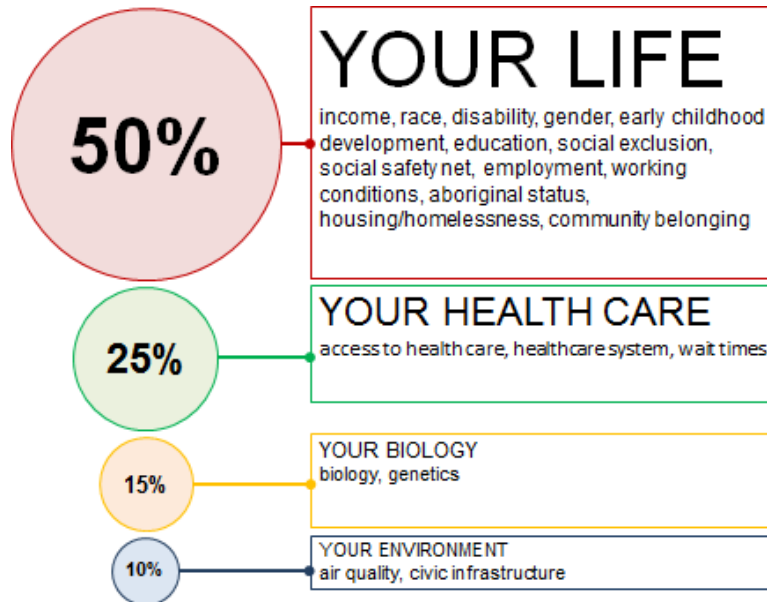 50%
YOUR LIFE
income, race, disability, gender, early childhood
development, education, social exclusion,
social safety net, employment, working
conditions, aboriginal status,
housing/homelessness, community belonging
25%
YOUR HEALTH CARE
access to health care, healthcare system, wait times
15%
YOUR BIOLOGY
biology, genetics
10%
YOUR ENVIRONMENT
air quality, civic infrastructure